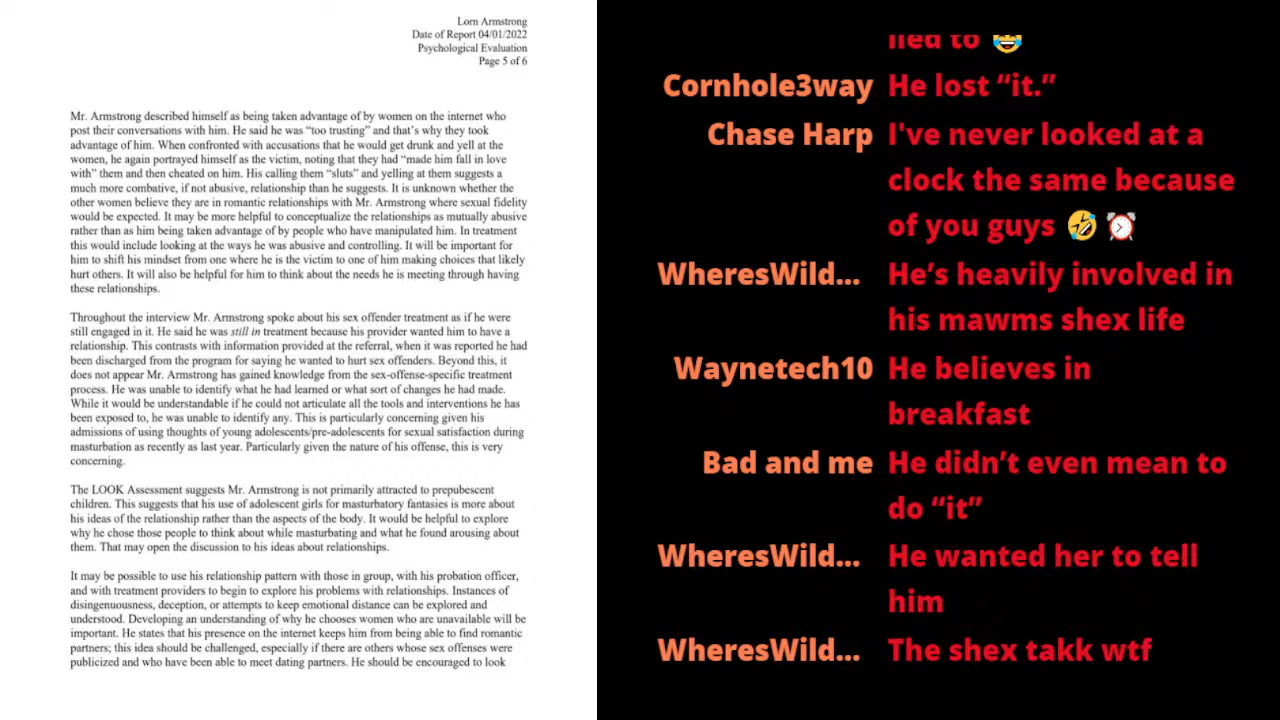 Lorn Armstrong
Date of Report 04/01/2022
Psychological Evaluation
Page 5 of 6
Mr. Armstrong described himself as being taken advantage of by women on the internet who
post their conversations with him. He said he was “too trusting” and that’s why they took
advantage of him. When confronted with accusations that he would get drunk and yell at the
women, he again portrayed himself as the victim, noting that they had “made him fall in love
with” them and then cheated on him. His calling them “sluts” and yelling at them suggests a
much more combative, if not abusive, relationship than he suggests. It is unknown whether the
other women believe they are in romantic relationships with Mr. Armstrong where sexual fidelity
would be expected. It may be more helpful to conceptualize the relationships as mutually abusive
rather than as him being taken advantage of by people who have manipulated him. In treatment
this would include looking at the ways he was abusive and controlling. It will be important for
him to shift his mindset from one where he is the victim to one of him making choices that likely
hurt others. It will also be helpful for him to think about the needs he is meeting through having
these relationships.
Throughout the interview Mr. Armstrong spoke about his sex offender treatment as if he were
still engaged in it. He said he was still in treatment because his provider wanted him to have a
relationship. This contrasts with information provided at the referral, when it was reported he had
been discharged from the program for saying he wanted to hurt sex offenders. Beyond this, it
does not appear Mr. Armstrong has gained knowledge from the sex-offense-specific treatment
process. He was unable to identify what he had learned or what sort of changes he had made.
While it would be understandable if he could not articulate all the tools and interventions he has
been exposed to, he was unable to identify any. This is particularly concerning given his
admissions of using thoughts of young adolescents/pre-adolescents for sexual satisfaction during
masturbation as recently as last year. Particularly given the nature of his offense, this is very
concerning.
The LOOK Assessment suggests Mr. Armstrong is not primarily attracted to prepubescent
children. This suggests that his use of adolescent girls for masturbatory fantasies is more about
his ideas of the relationship rather than the aspects of the body. It would be helpful to explore
why he chose those people to think about while masturbating and what he found arousing about
them. That may open the discussion to his ideas about relationships.
It may be possible to use his relationship pattern with those in group, with his probation officer,
and with treatment providers to begin to explore his problems with relationships. Instances of
disingenuousness, deception, or attempts to keep emotional distance can be explored and
understood. Developing an understanding of why he chooses women who are unavailable will be
important. He states that his presence on the internet keeps him from being able to find romantic
partners; this idea should be challenged, especially if there are others whose sex offenses were
publicized and who have been able to meet dating partners. He should be encouraged to look
lied to 😂
Cornhole3way He lost “it.”
Chase Harp I've never looked at a
clock the same because
of you guys 🤣⏰
WheresWild... He’s heavily involved in
his mawms shex life
Waynetech10 He believes in
breakfast
Bad and me He didn’t even mean to
do “it”
WheresWild... He wanted her to tell
him
WheresWild... The shex takk wtf